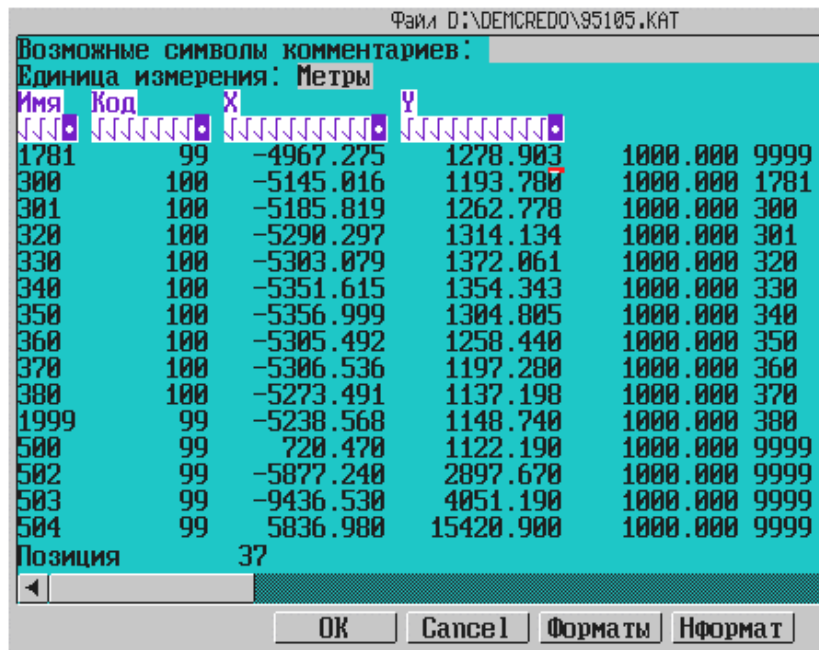 Файл D:\DEMCREDO\95105.KAT
Возможные символы комментариев:
Единица измерения: Метры
Имя Код X Y
1781 99 -4967.275 1278.903 1000.000 9999
300 100 -5145.016 1193.780 1000.000 1781
301 100 -5185.819 1262.778 1000.000 300
320 100 -5290.297 1314.134 1000.000 301
330 100 -5303.079 1372.061 1000.000 320
340 100 -5351.615 1354.343 1000.000 330
350 100 -5356.999 1304.805 1000.000 340
360 100 -5305.492 1258.440 1000.000 350
370 100 -5306.536 1197.280 1000.000 360
380 100 -5273.491 1137.198 1000.000 370
1999 99 -5238.568 1148.740 1000.000 380
500 99 720.470 1122.190 1000.000 9999
502 99 -5877.240 2897.670 1000.000 9999
503 99 -9436.530 4051.190 1000.000 9999
504 99 5836.980 15420.900 1000.000 9999
Позиция 37
OK Cancel Форматы Нформат